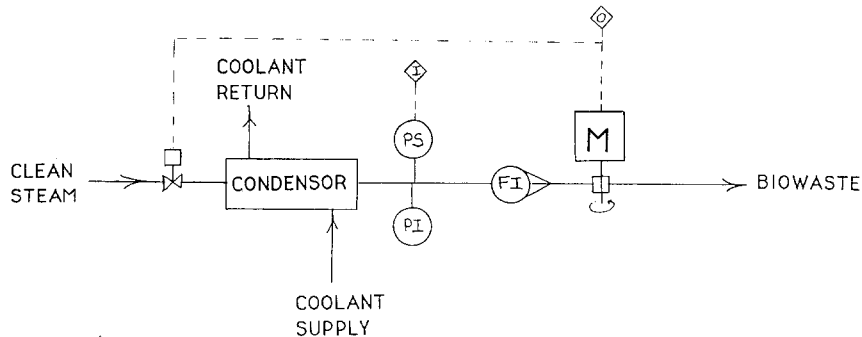 O
COOLANT
RETURN
I
PS
M
CLEAN
STEAM
CONDENSOR
FI
BIOWASTE
PI
COOLANT
SUPPLY